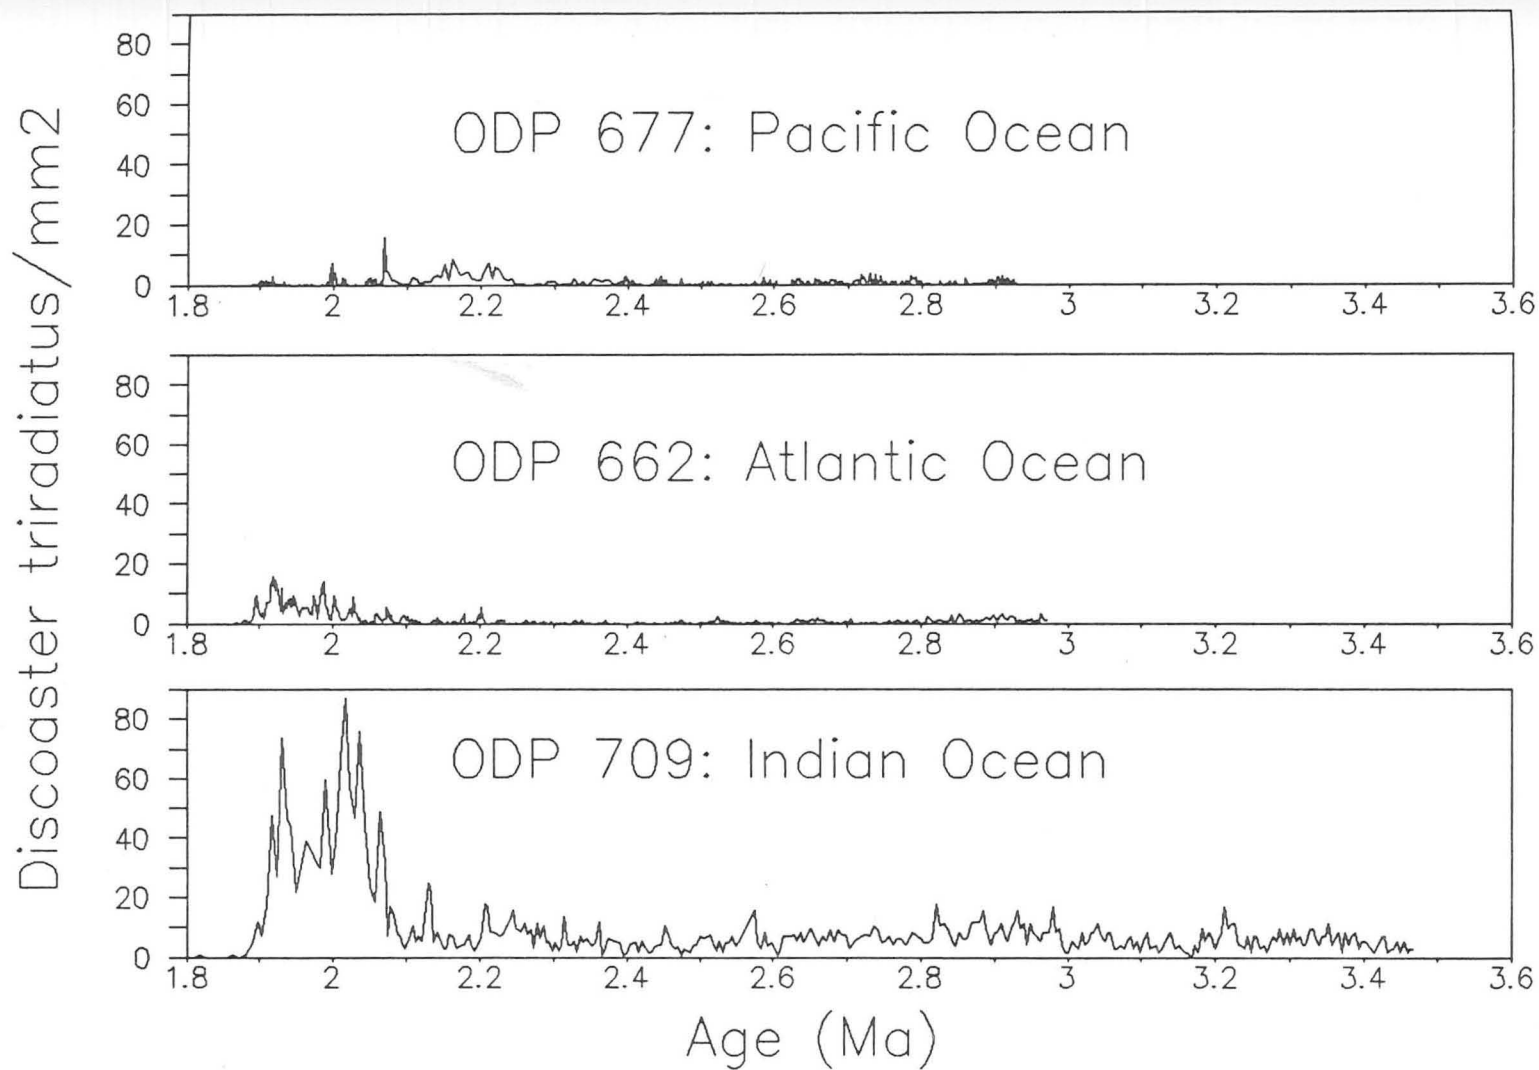 Discoaster triradiatus/mm2
80
60
40
20
0
ODP 677: Pacific Ocean
1.8 2 2.2 2.4 2.6 2.8 3 3.2 3.4 3.6
80
60
40
20
0
ODP 662: Atlantic Ocean
1.8 2 2.2 2.4 2.6 2.8 3 3.2 3.4 3.6
80
60
40
20
0
ODP 709: Indian Ocean
1.8 2 2.2 2.4 2.6 2.8 3 3.2 3.4 3.6
Age (Ma)